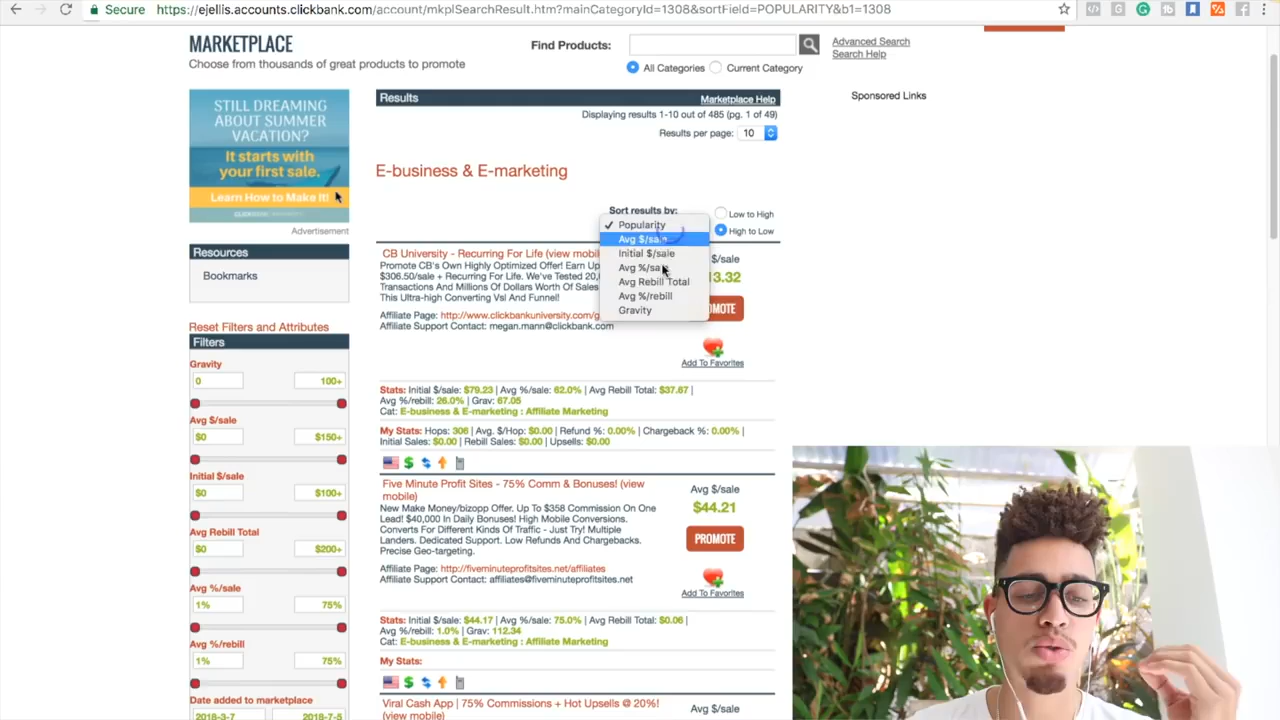 Secure https://ejellis.accounts.clickbank.com/account/mkplSearchResult.htm?mainCategoryId=1308&sortField=POPULARITY&b1=1308
MARKETPLACE
Choose from thousands of great products to promote
Find Products:
Advanced Search
Search Help
All Categories
Current Category
STILL DREAMING
ABOUT SUMMER
VACATION?
It starts with
your first sale.
Learn How to Make It!
CLICKBANK UNIVERSITY
Advertisement
Resources
Bookmarks
Reset Filters and Attributes
Filters
Gravity
0 100+
Avg $/sale
$0 $150+
Initial $/sale
$0 $100+
Avg Rebill Total
$0 $200+
Avg %/sale
1% 75%
Avg %/rebill
1% 75%
Date added to marketplace
2018-3-7 2018-7-5
Results Marketplace Help
Displaying results 1-10 out of 485 (pg. 1 of 49)
Results per page: 10
E-business & E-marketing
Sort results by:
Low to High
High to Low
✓ Popularity
Avg $/sale
Initial $/sale
Avg %/sale
Avg Rebill Total
Avg %/rebill
Gravity
CB University - Recurring For Life (view mobil
Promote CB's Own Highly Optimized Offer! Earn Up
$306.50/sale + Recurring For Life. We've Tested 20,
Transactions And Millions Of Dollars Worth Of Sales
This Ultra-high Converting Vsl And Funnel!
Affiliate Page: http://www.clickbankuniversity.com/g
Affiliate Support Contact: megan.mann@clickbank.com
$/sale
3.32
MOTE
Add To Favorites
Stats: Initial $/sale: $79.23 | Avg %/sale: 62.0% | Avg Rebill Total: $37.67 |
Avg %/rebill: 26.0% | Grav: 67.05
Cat: E-business & E-marketing : Affiliate Marketing
My Stats: Hops: 306 | Avg. $/Hop: $0.00 | Refund %: 0.00% | Chargeback %: 0.00% |
Initial Sales: $0.00 | Rebill Sales: $0.00 | Upsells: $0.00
Five Minute Profit Sites - 75% Comm & Bonuses! (view
mobile)
New Make Money/bizopp Offer. Up To $358 Commission On One
Lead! $40,000 In Daily Bonuses! High Mobile Conversions.
Converts For Different Kinds Of Traffic - Just Try! Multiple
Landers. Dedicated Support. Low Refunds And Chargebacks.
Precise Geo-targeting.
Affiliate Page: http://fiveminuteprofitsites.net/affiliates
Affiliate Support Contact: affiliates@fiveminuteprofitsites.net
Avg $/sale
$44.21
PROMOTE
Add To Favorites
Stats: Initial $/sale: $44.17 | Avg %/sale: 75.0% | Avg Rebill Total: $0.06 |
Avg %/rebill: 1.0% | Grav: 112.34
Cat: E-business & E-marketing : Affiliate Marketing
My Stats:
Viral Cash App | 75% Commissions + Hot Upsells @ 20%!
(view mobile)
Avg $/sale
Sponsored Links